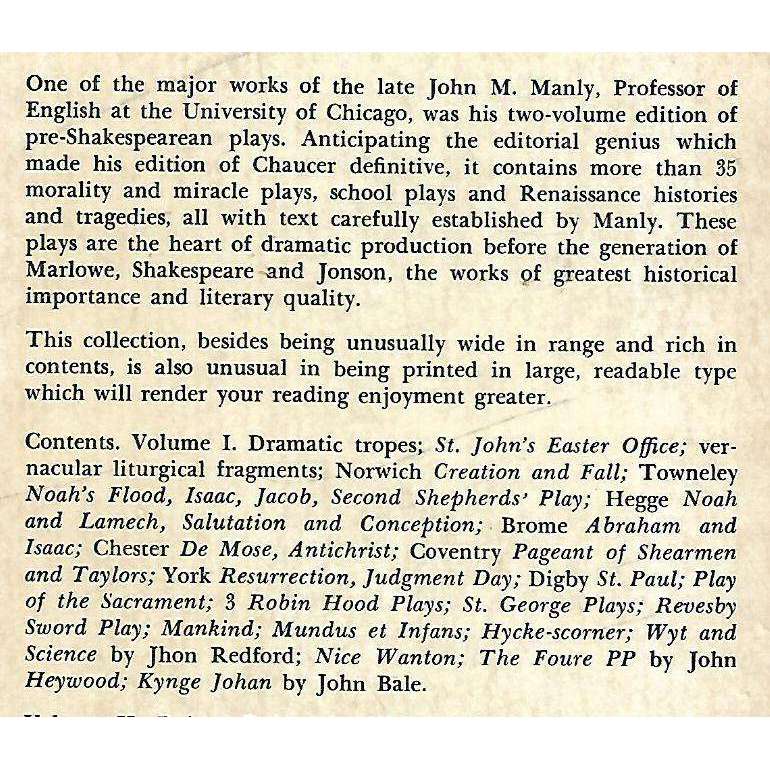 One of the major works of the late John M. Manly, Professor of
English at the University of Chicago, was his two-volume edition of
pre-Shakespearean plays. Anticipating the editorial genius which
made his edition of Chaucer definitive, it contains more than 35
morality and miracle plays, school plays and Renaissance histories
and tragedies, all with text carefully established by Manly. These
plays are the heart of dramatic production before the generation of
Marlowe, Shakespeare and Jonson, the works of greatest historical
importance and literary quality.
This collection, besides being unusually wide in range and rich in
contents, is also unusual in being printed in large, readable type
which will render your reading enjoyment greater.
Contents. Volume I. Dramatic tropes; St. John's Easter Office; ver-
nacular liturgical fragments; Norwich Creation and Fall; Towneley
Noah's Flood, Isaac, Jacob, Second Shepherds' Play; Hegge Noah
and Lamech, Salutation and Conception; Brome Abraham and
Isaac; Chester De Mose, Antichrist; Coventry Pageant of Shearmen
and Taylors; York Resurrection, Judgment Day; Digby St. Paul; Play
of the Sacrament; 3 Robin Hood Plays; St. George Plays; Revesby
Sword Play; Mankind; Mundus et Infans; Hycke-scorner; Wyt and
Science by Jhon Redford; Nice Wanton; The Foure PP by John
Heywood; Kynge Johan by John Bale.